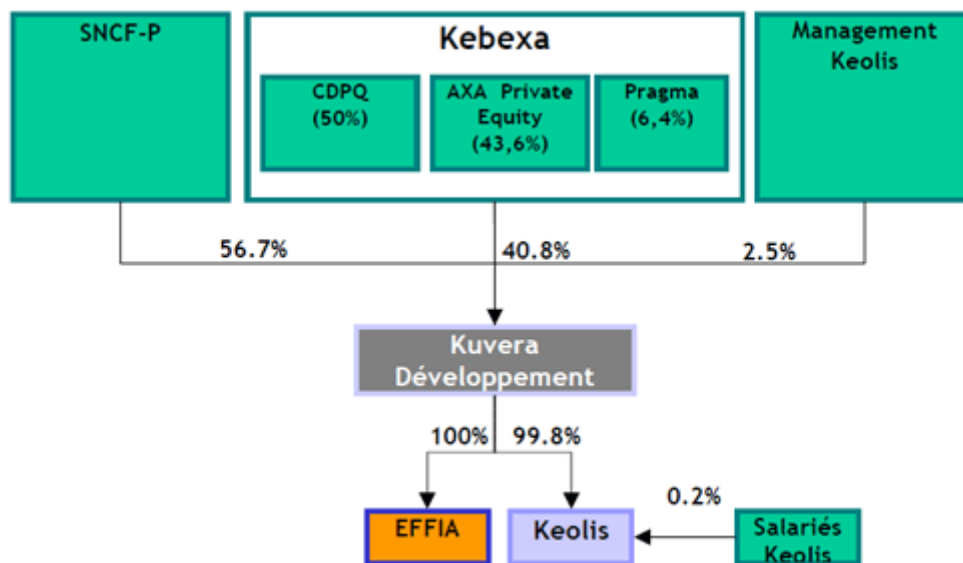 SNCF-P
Kebexa
Management
Keolis
CDPQ
(50%)
AXA Private
Equity
(43,6%)
Pragma
(6,4%)
56.7%
40.8%
2.5%
Kuvera
Développement
100%
99.8%
0.2%
EFFIA
Keolis
Salariés
Keolis